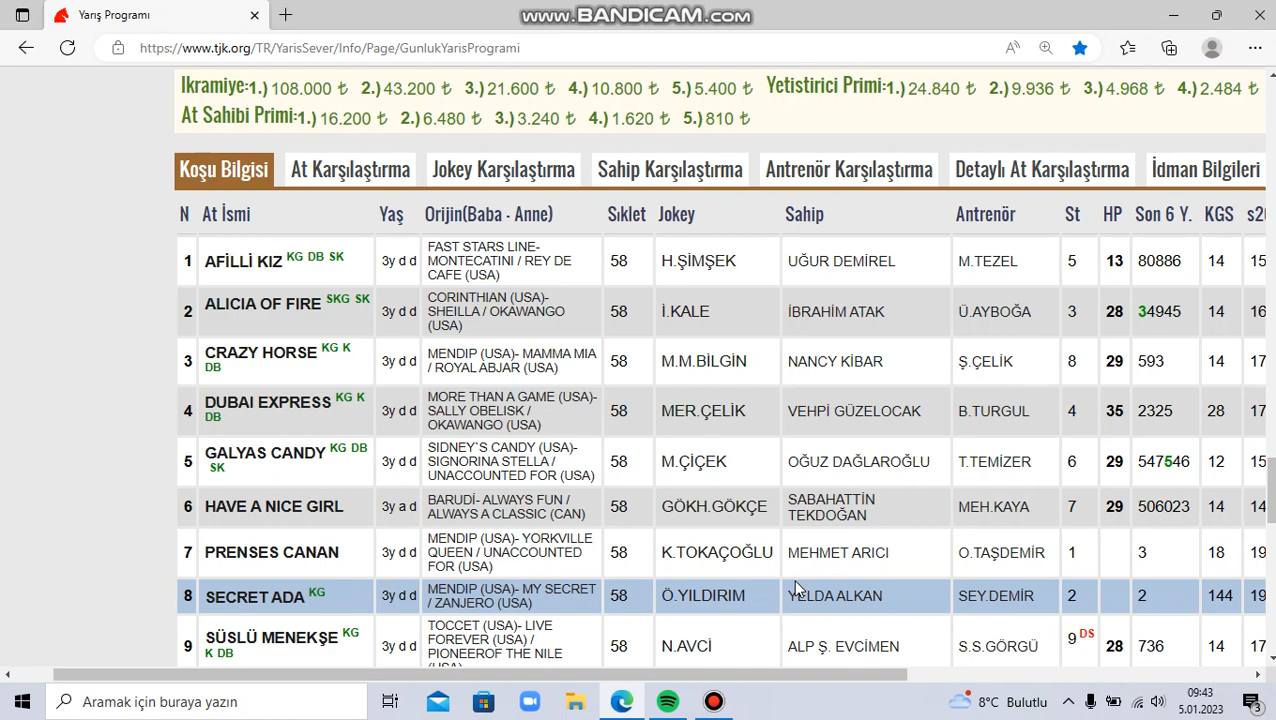 Yarış Programı
www.BANDICAM.com
https://www.tjk.org/TR/YarisSever/Info/Page/GunlukYarisProgrami
Ikramiye:1.) 108.000 ₺ 2.) 43.200 ₺ 3.) 21.600 ₺ 4.) 10.800 ₺ 5.) 5.400 ₺ Yetistirici Primi:1.) 24.840 ₺ 2.) 9.936 ₺ 3.) 4.968 ₺ 4.) 2.484 ₺
At Sahibi Primi:1.) 16.200 ₺ 2.) 6.480 ₺ 3.) 3.240 ₺ 4.) 1.620 ₺ 5.) 810 ₺
Koşu Bilgisi At Karşılaştırma Jokey Karşılaştırma Sahip Karşılaştırma Antrenör Karşılaştırma Detaylı At Karşılaştırma İdman Bilgileri
N At İsmi Yaş Orijin(Baba - Anne) Sıklet Jokey Sahip Antrenör St HP Son 6 Y. KGS s20
1 AFİLLİ KIZ KG DB SK 3y d d FAST STARS LINE- MONTECATINI / REY DE CAFE (USA) 58 H.ŞİMŞEK UĞUR DEMİREL M.TEZEL 5 13 80886 14 15
2 ALICIA OF FIRE SKG SK 3y d d CORINTHIAN (USA)- SHEILLA / OKAWANGO (USA) 58 İ.KALE İBRAHİM ATAK Ü.AYBOĞA 3 28 34945 14 16
3 CRAZY HORSE KG K DB 3y d d MENDIP (USA)- MAMMA MIA / ROYAL ABJAR (USA) 58 M.M.BİLGİN NANCY KİBAR Ş.ÇELİK 8 29 593 14 17
4 DUBAI EXPRESS KG K DB 3y d d MORE THAN A GAME (USA)- SALLY OBELISK / OKAWANGO (USA) 58 MER.ÇELİK VEHPİ GÜZELOCAK B.TURGUL 4 35 2325 28 17
5 GALYAS CANDY KG DB SK 3y d d SIDNEY`S CANDY (USA)- SIGNORINA STELLA / UNACCOUNTED FOR (USA) 58 M.ÇİÇEK OĞUZ DAĞLAROĞLU T.TEMİZER 6 29 547546 12 15
6 HAVE A NICE GIRL 3y a d BARUDİ- ALWAYS FUN / ALWAYS A CLASSIC (CAN) 58 GÖKH.GÖKÇE SABAHATTİN TEKDOĞAN MEH.KAYA 7 29 506023 14 14
7 PRENSES CANAN 3y d d MENDIP (USA)- YORKVILLE QUEEN / UNACCOUNTED FOR (USA) 58 K.TOKAÇOĞLU MEHMET ARICI O.TAŞDEMİR 1 3 18 19
8 SECRET ADA KG 3y d d MENDIP (USA)- MY SECRET / ZANJERO (USA) 58 Ö.YILDIRIM YELDA ALKAN SEY.DEMİR 2 2 144 19
9 SÜSLÜ MENEKŞE KG K DB 3y d d TOCCET (USA)- LIVE FOREVER (USA) / PIONEEROF THE NILE (USA) 58 N.AVCİ ALP Ş. EVCİMEN S.S.GÖRGÜ 9 DS 28 736 14 17
Aramak için buraya yazın
8°C Bulutlu
09:43
5.01.2023
3